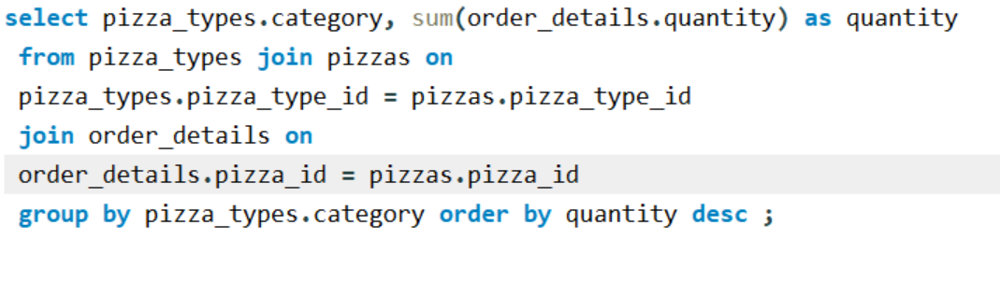 select pizza_types.category, sum(order_details.quantity) as quantity
from pizza_types join pizzas on
pizza_types.pizza_type_id = pizzas.pizza_type_id
join order_details on
order_details.pizza_id = pizzas.pizza_id
group by pizza_types.category order by quantity desc ;